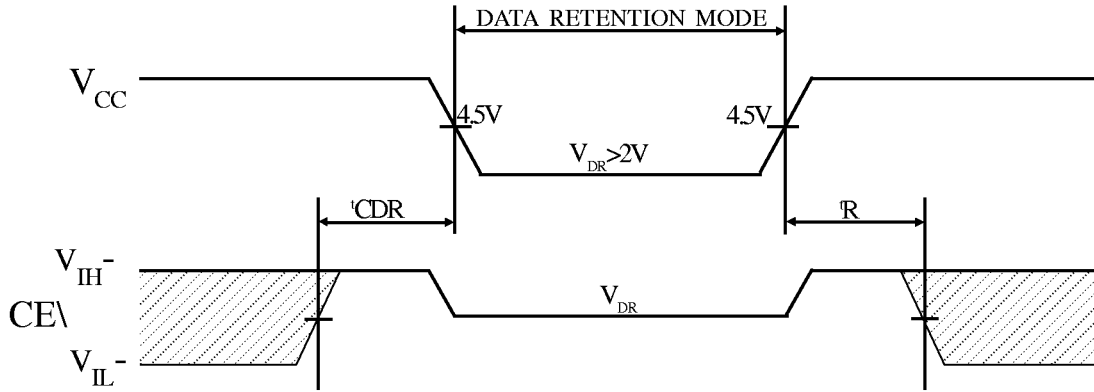 DATA RETENTION MODE
VCC
4.5V 4.5V
VDR>2V
tCDR tR
VIH-
CE\
VDR
VIL-